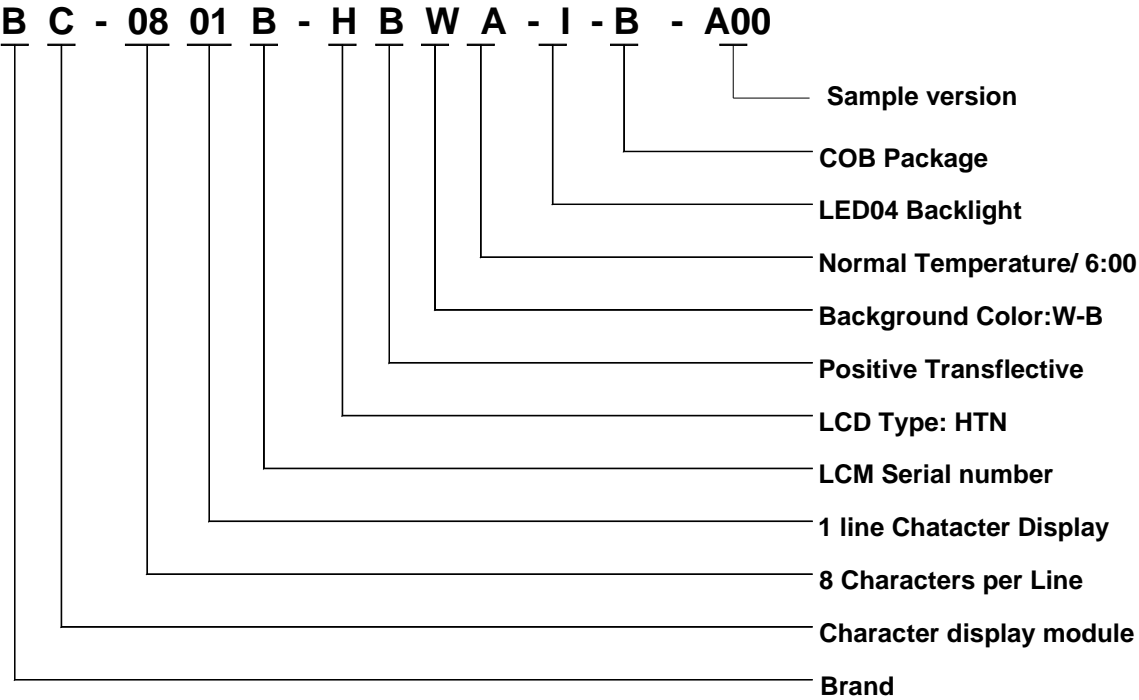 B C - 08 01 B - H B W A - I - B - A00
Sample version
COB Package
LED04 Backlight
Normal Temperature/ 6:00
Background Color:W-B
Positive Transflective
LCD Type: HTN
LCM Serial number
1 line Chatacter Display
8 Characters per Line
Character display module
Brand